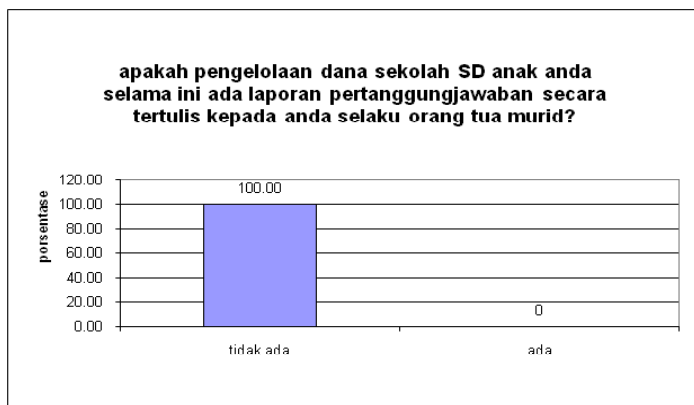 apakah pengelolaan dana sekolah SD anak anda
selama ini ada laporan pertanggungjawaban secara
tertulis kepada anda selaku orang tua murid?
porsentase
120.00
100.00
80.00
60.00
40.00
20.00
0.00
100.00
0
tidak ada
ada